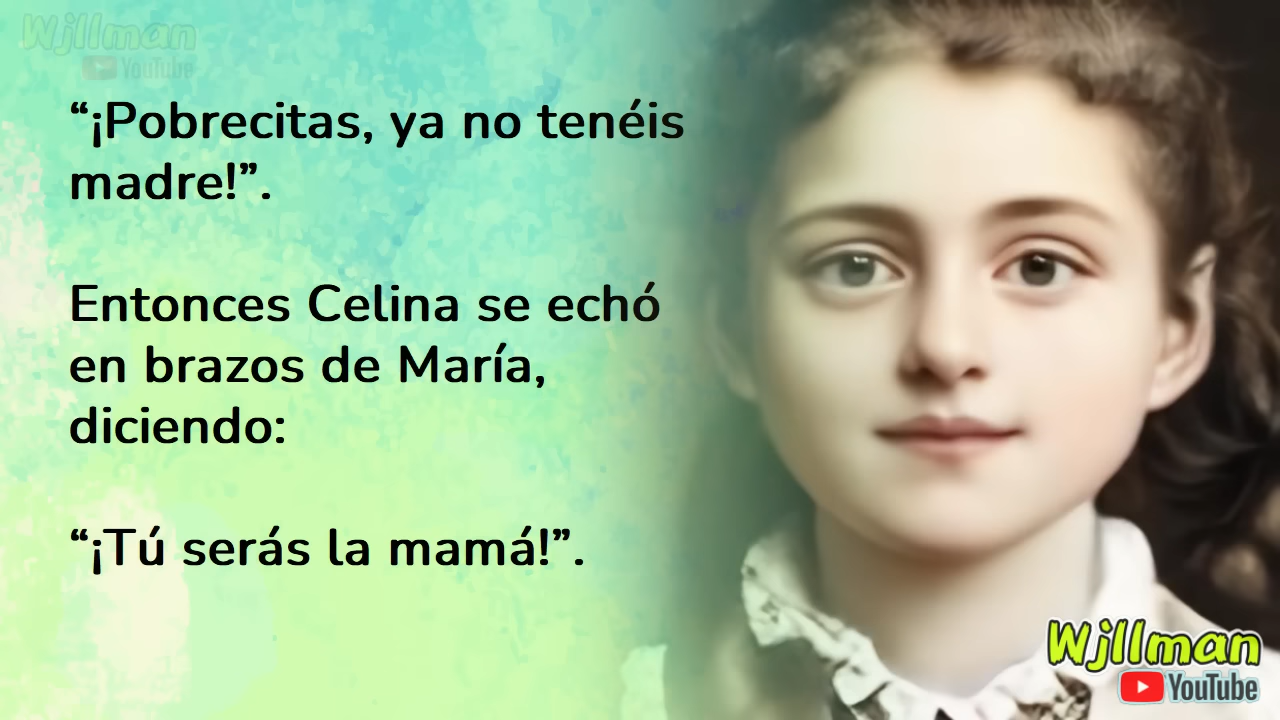 Wjllman
YouTube
“¡Pobrecitas, ya no tenéis
madre!”.
Entonces Celina se echó
en brazos de María,
diciendo:
“¡Tú serás la mamá!”.
Wjllman
YouTube